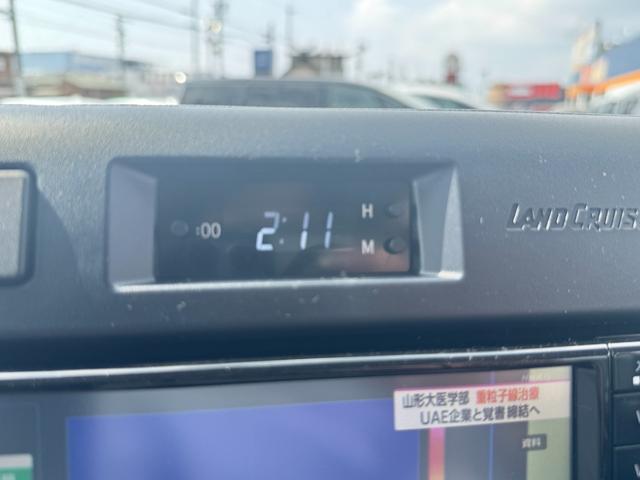 :00
2:11
H
M
LAND CRUIS
山形大医学部 重粒子線治療
UAE企業と覚書締結へ
資料